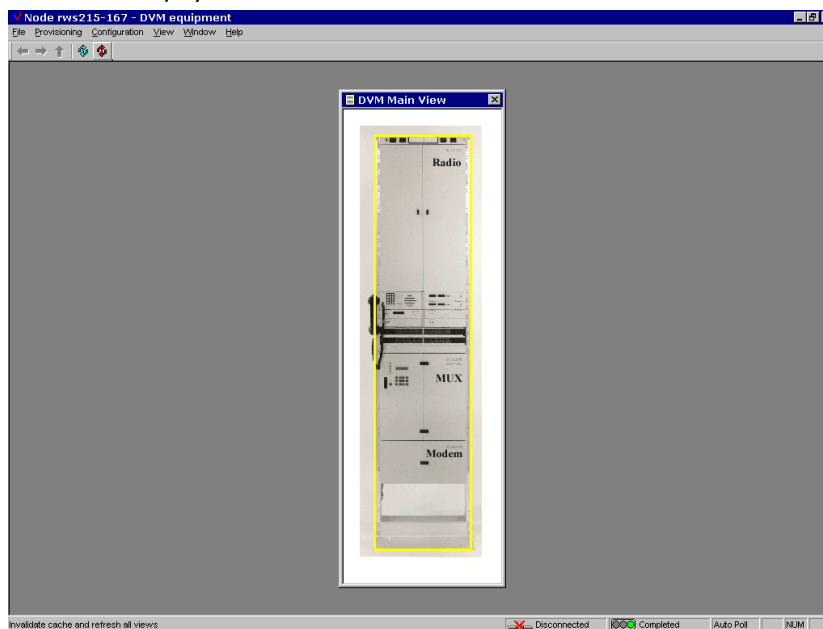 Node rws215-167 - DVM equipment
File Provisioning Configuration View Window Help
DVM Main View
Radio
MUX
Modem
Invalidate cache and refresh all views Disconnected Completed Auto Poll NUM